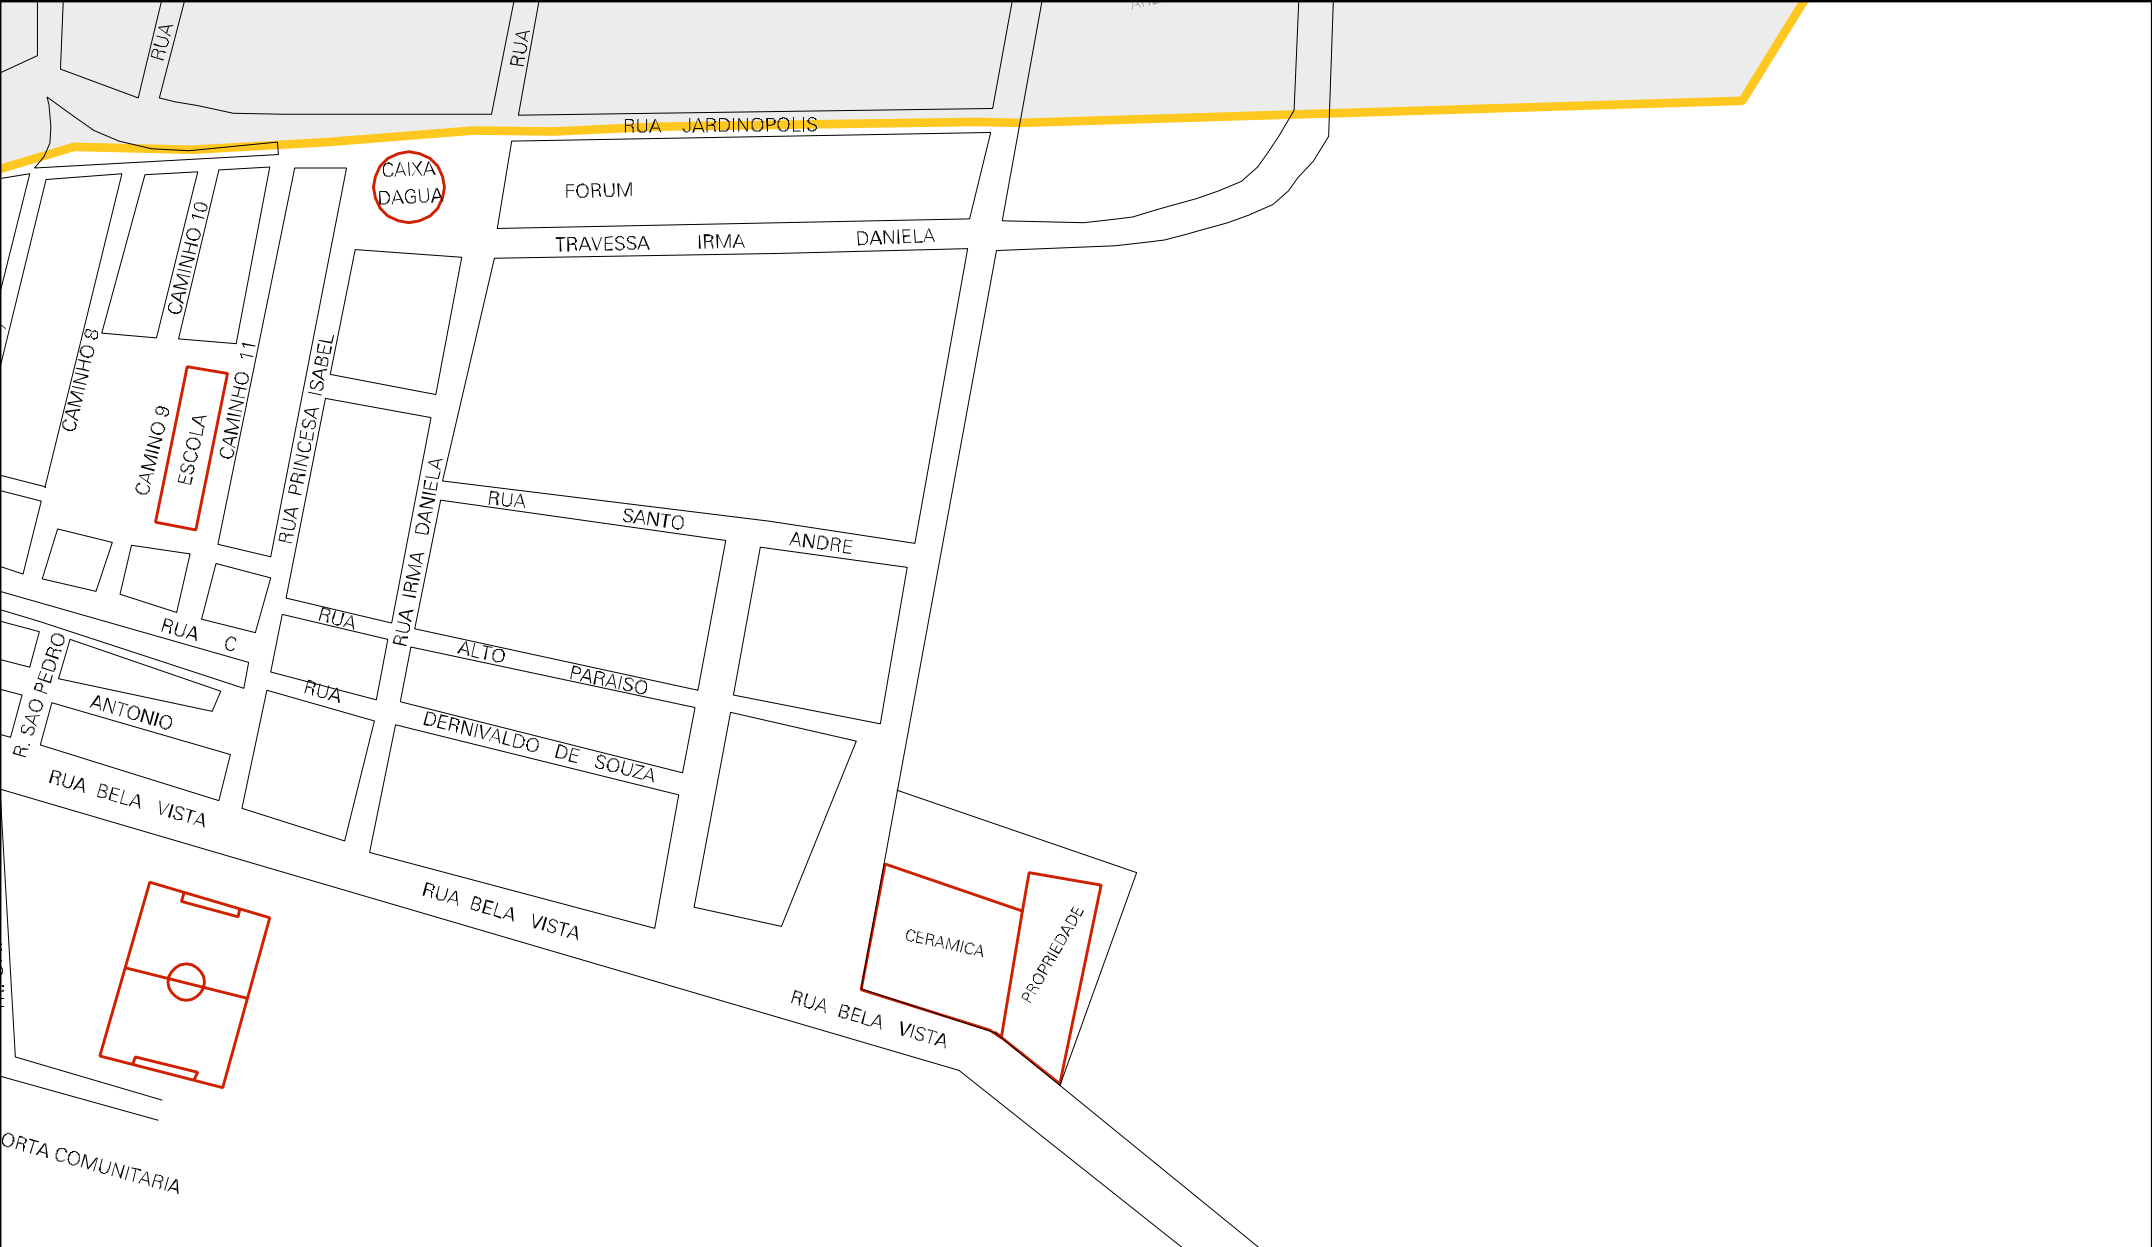 RUA
RUA
RUA JARDINOPOLIS
CAIXA
DAGUA
FORUM
TRAVESSA IRMA DANIELA
CAMINHO 10
CAMINHO 8
CAMINHO 11
CAMINO 9
ESCOLA
RUA PRINCESA ISABEL
RUA IRMA DANIELA
RUA SANTO ANDRE
RUA C
RUA ALTO PARAISO
R. SAO PEDRO
ANTONIO
RUA DERNIVALDO DE SOUZA
RUA BELA VISTA
RUA BELA VISTA
RUA BELA VISTA
CERAMICA
PROPRIEDADE
ORTA COMUNITARIA